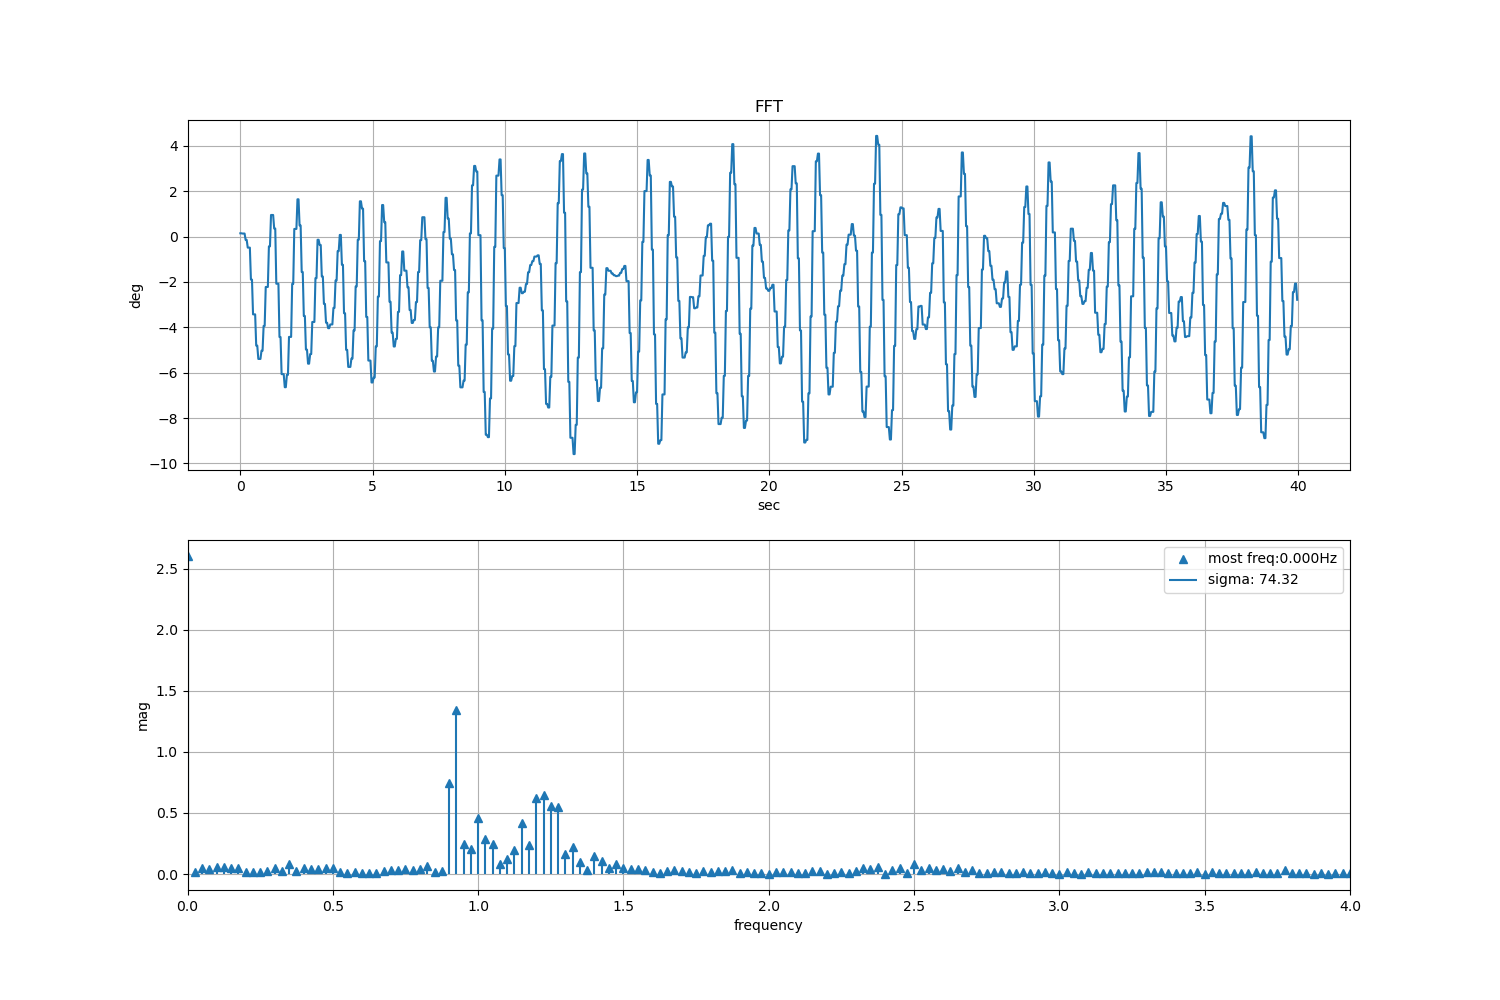 FFT
4
2
0
−2
−4
−6
−8
−10
deg
0 5 10 15 20 25 30 35 40
sec
most freq:0.000Hz
sigma: 74.32
2.5
2.0
1.5
1.0
0.5
0.0
mag
0.0 0.5 1.0 1.5 2.0 2.5 3.0 3.5 4.0
frequency